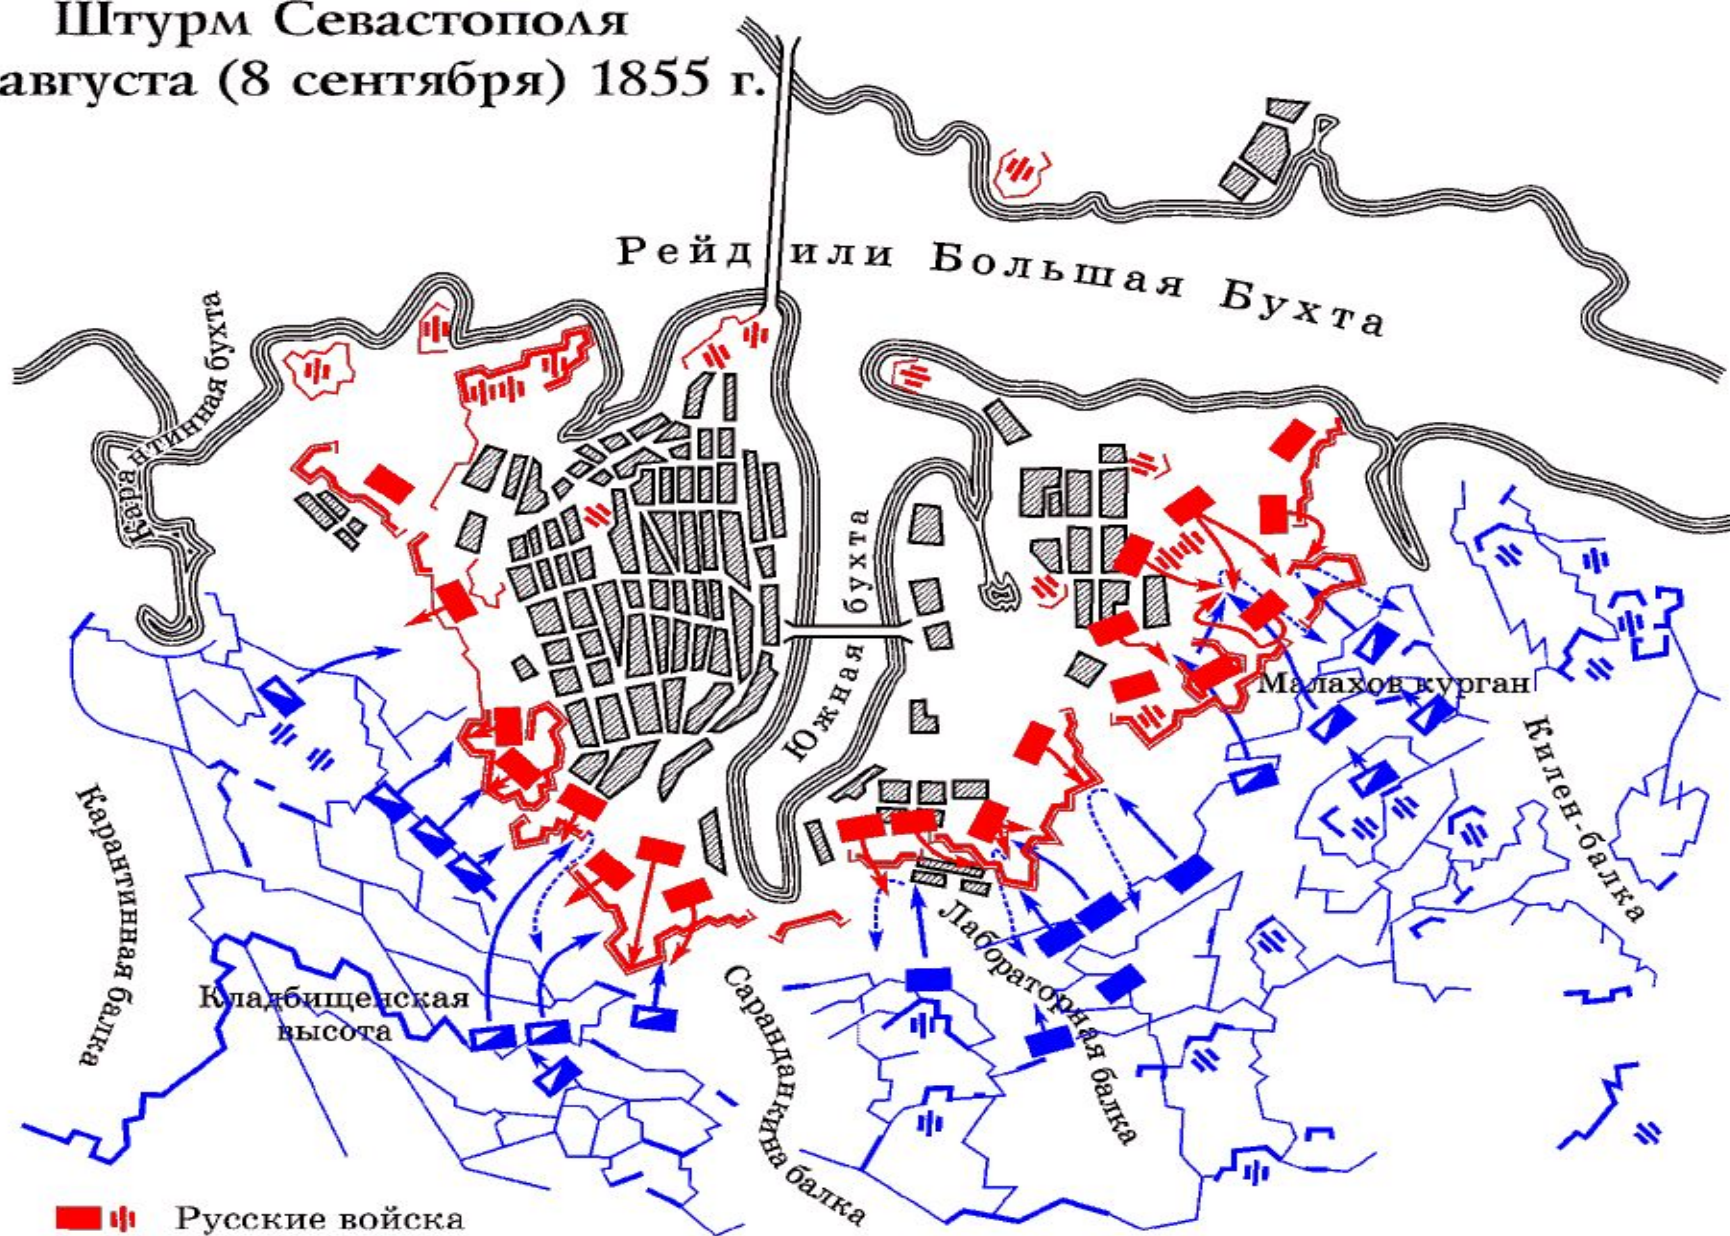 Штурм Севастополя
августа (8 сентября) 1855 г.
Рейд или Большая Бухта
Карантинная бухта
Южная бухта
Малахов курган
Килен-балка
Карантинная балка
Кладбищенская
высота
Сарандакина балка
Лабораторная балка
Русские войска